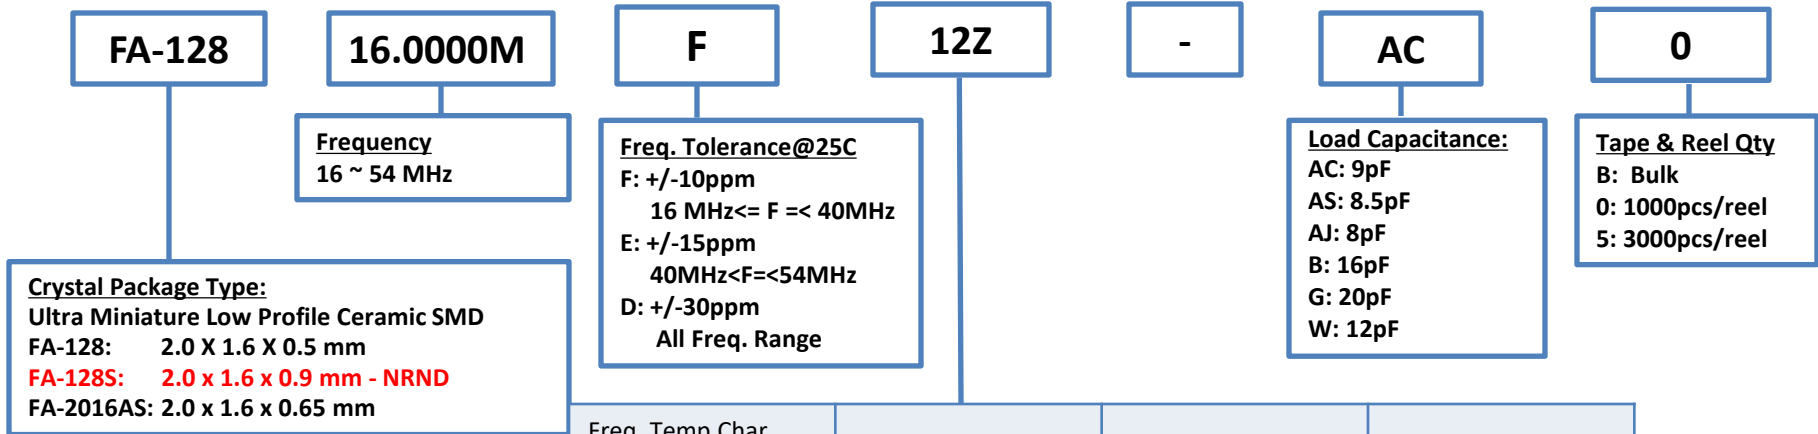 FA-128
16.0000M
F
12Z
-
AC
0
Frequency
16 ~ 54 MHz
Freq. Tolerance@25C
F: +/-10ppm
16 MHz<= F =< 40MHz
E: +/-15ppm
40MHz<F=<54MHz
D: +/-30ppm
All Freq. Range
Load Capacitance:
AC: 9pF
AS: 8.5pF
AJ: 8pF
B: 16pF
G: 20pF
W: 12pF
Tape & Reel Qty
B: Bulk
0: 1000pcs/reel
5: 3000pcs/reel
Crystal Package Type:
Ultra Miniature Low Profile Ceramic SMD
FA-128: 2.0 X 1.6 X 0.5 mm
FA-128S: 2.0 x 1.6 x 0.9 mm - NRND
FA-2016AS: 2.0 x 1.6 x 0.65 mm
Freq. Temp Char